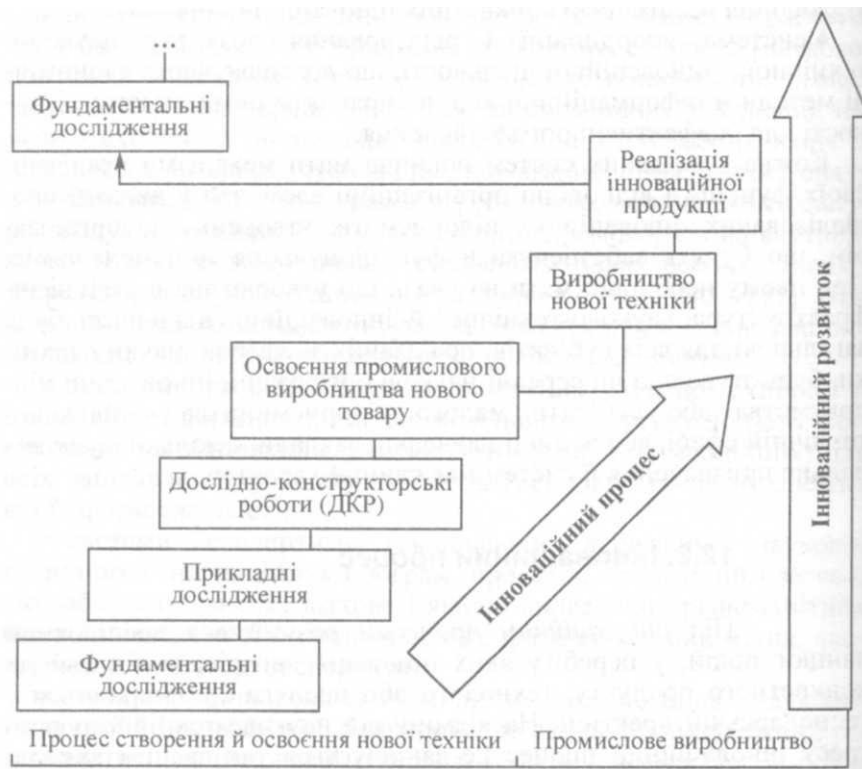 ...
Фундаментальні
дослідження
Реалізація
інноваційної
продукції
Виробництво
нової техніки
Освоєння промислового
виробництва нового
товару
Дослідно-конструкторські
роботи (ДКР)
Прикладні
дослідження
Фундаментальні
дослідження
Інноваційний процес
Інноваційний розвиток
Процес створення й освоєння нової техніки
Промислове виробництво